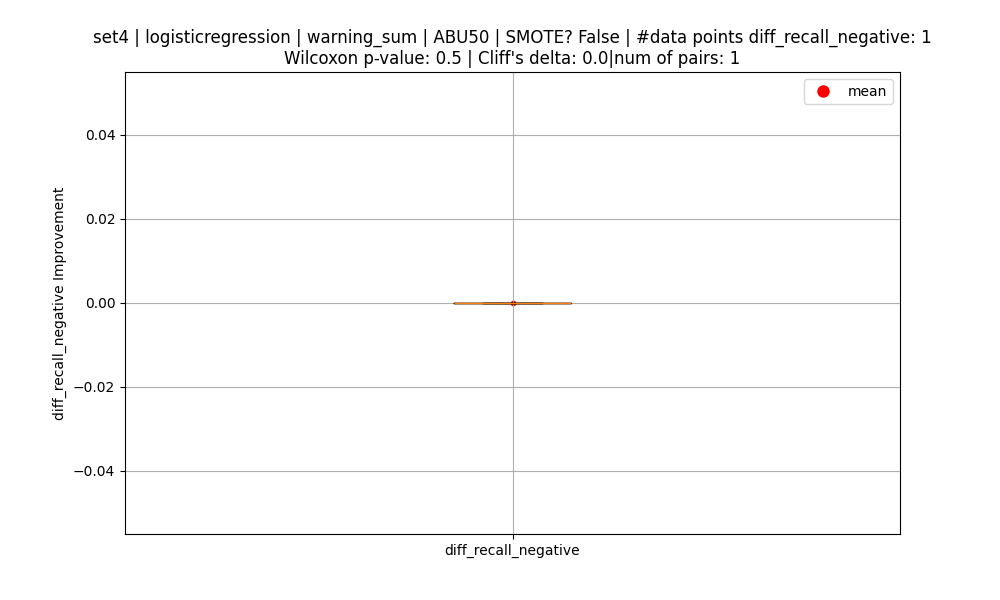 set4 | logisticregression | warning_sum | ABU50 | SMOTE? False | #data points diff_recall_negative: 1
Wilcoxon p-value: 0.5 | Cliff's delta: 0.0|num of pairs: 1
mean
0.04
0.02
0.00
−0.02
−0.04
diff_recall_negative Improvement
diff_recall_negative